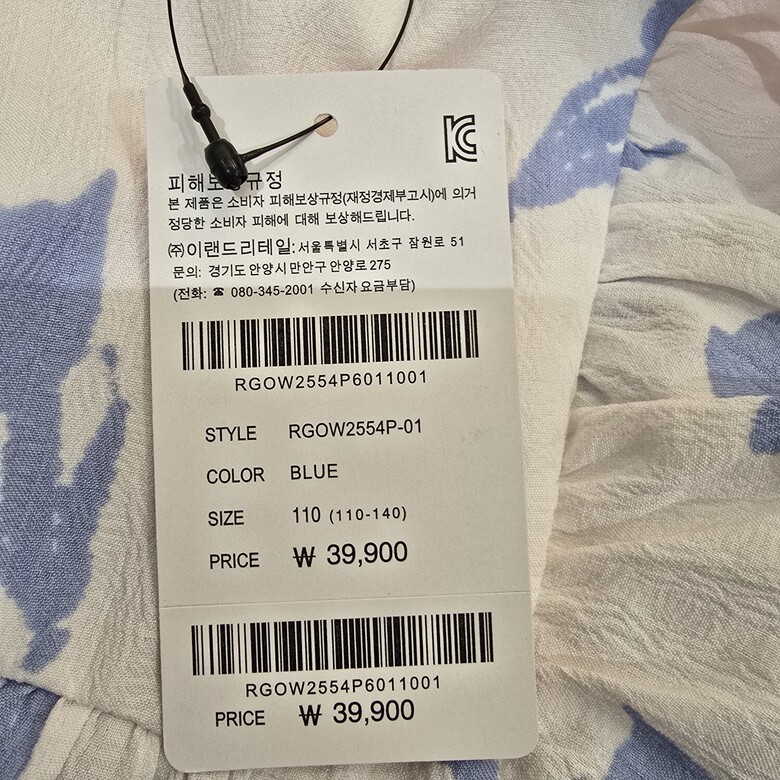 KC
피해보상규정
본 제품은 소비자 피해보상규정(재정경제부고시)에 의거
정당한 소비자 피해에 대해 보상해드립니다.
㈜이랜드리테일: 서울특별시 서초구 잠원로 51
문의: 경기도 안양시 만안구 안양로 275
(전화: ☎ 080-345-2001 수신자 요금부담)
RGOW2554P6011001
STYLE RGOW2554P-01
COLOR BLUE
SIZE 110 (110-140)
PRICE ₩ 39,900
RGOW2554P6011001
PRICE ₩ 39,900